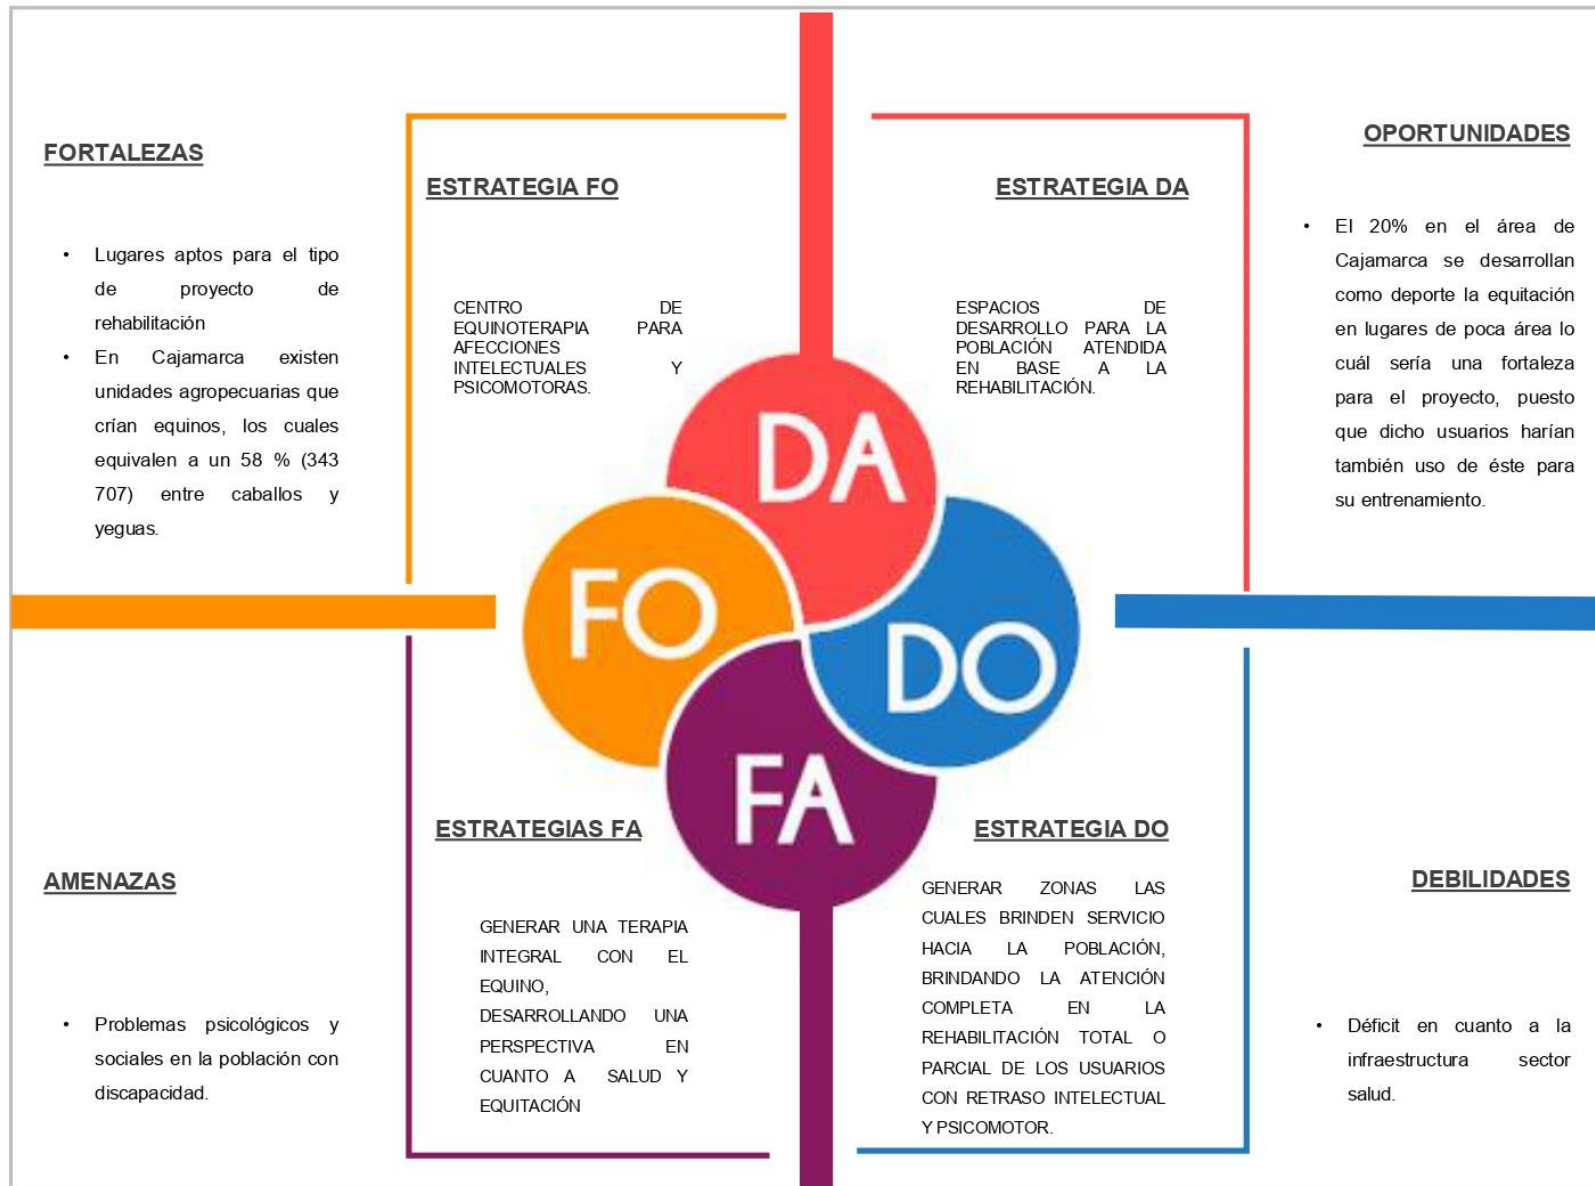 FORTALEZAS
• Lugares aptos para el tipo
de proyecto de
rehabilitación
• En Cajamarca existen
unidades agropecuarias que
crían equinos, los cuales
equivalen a un 58 % (343
707) entre caballos y
yeguas.
ESTRATEGIA FO
CENTRO DE
EQUINOTERAPIA PARA
AFECCIONES
INTELECTUALES Y
PSICOMOTORAS.
ESTRATEGIA DA
ESPACIOS DE
DESARROLLO PARA LA
POBLACIÓN ATENDIDA
EN BASE A LA
REHABILITACIÓN.
OPORTUNIDADES
• El 20% en el área de
Cajamarca se desarrollan
como deporte la equitación
en lugares de poca área lo
cuál sería una fortaleza
para el proyecto, puesto
que dicho usuarios harían
también uso de éste para
su entrenamiento.
DA
FO
DO
FA
AMENAZAS
• Problemas psicológicos y
sociales en la población con
discapacidad.
ESTRATEGIAS FA
GENERAR UNA TERAPIA
INTEGRAL CON EL
EQUINO,
DESARROLLANDO UNA
PERSPECTIVA EN
CUANTO A SALUD Y
EQUITACIÓN
ESTRATEGIA DO
GENERAR ZONAS LAS
CUALES BRINDEN SERVICIO
HACIA LA POBLACIÓN,
BRINDANDO LA ATENCIÓN
COMPLETA EN LA
REHABILITACIÓN TOTAL O
PARCIAL DE LOS USUARIOS
CON RETRASO INTELECTUAL
Y PSICOMOTOR.
DEBILIDADES
• Déficit en cuanto a la
infraestructura sector
salud.